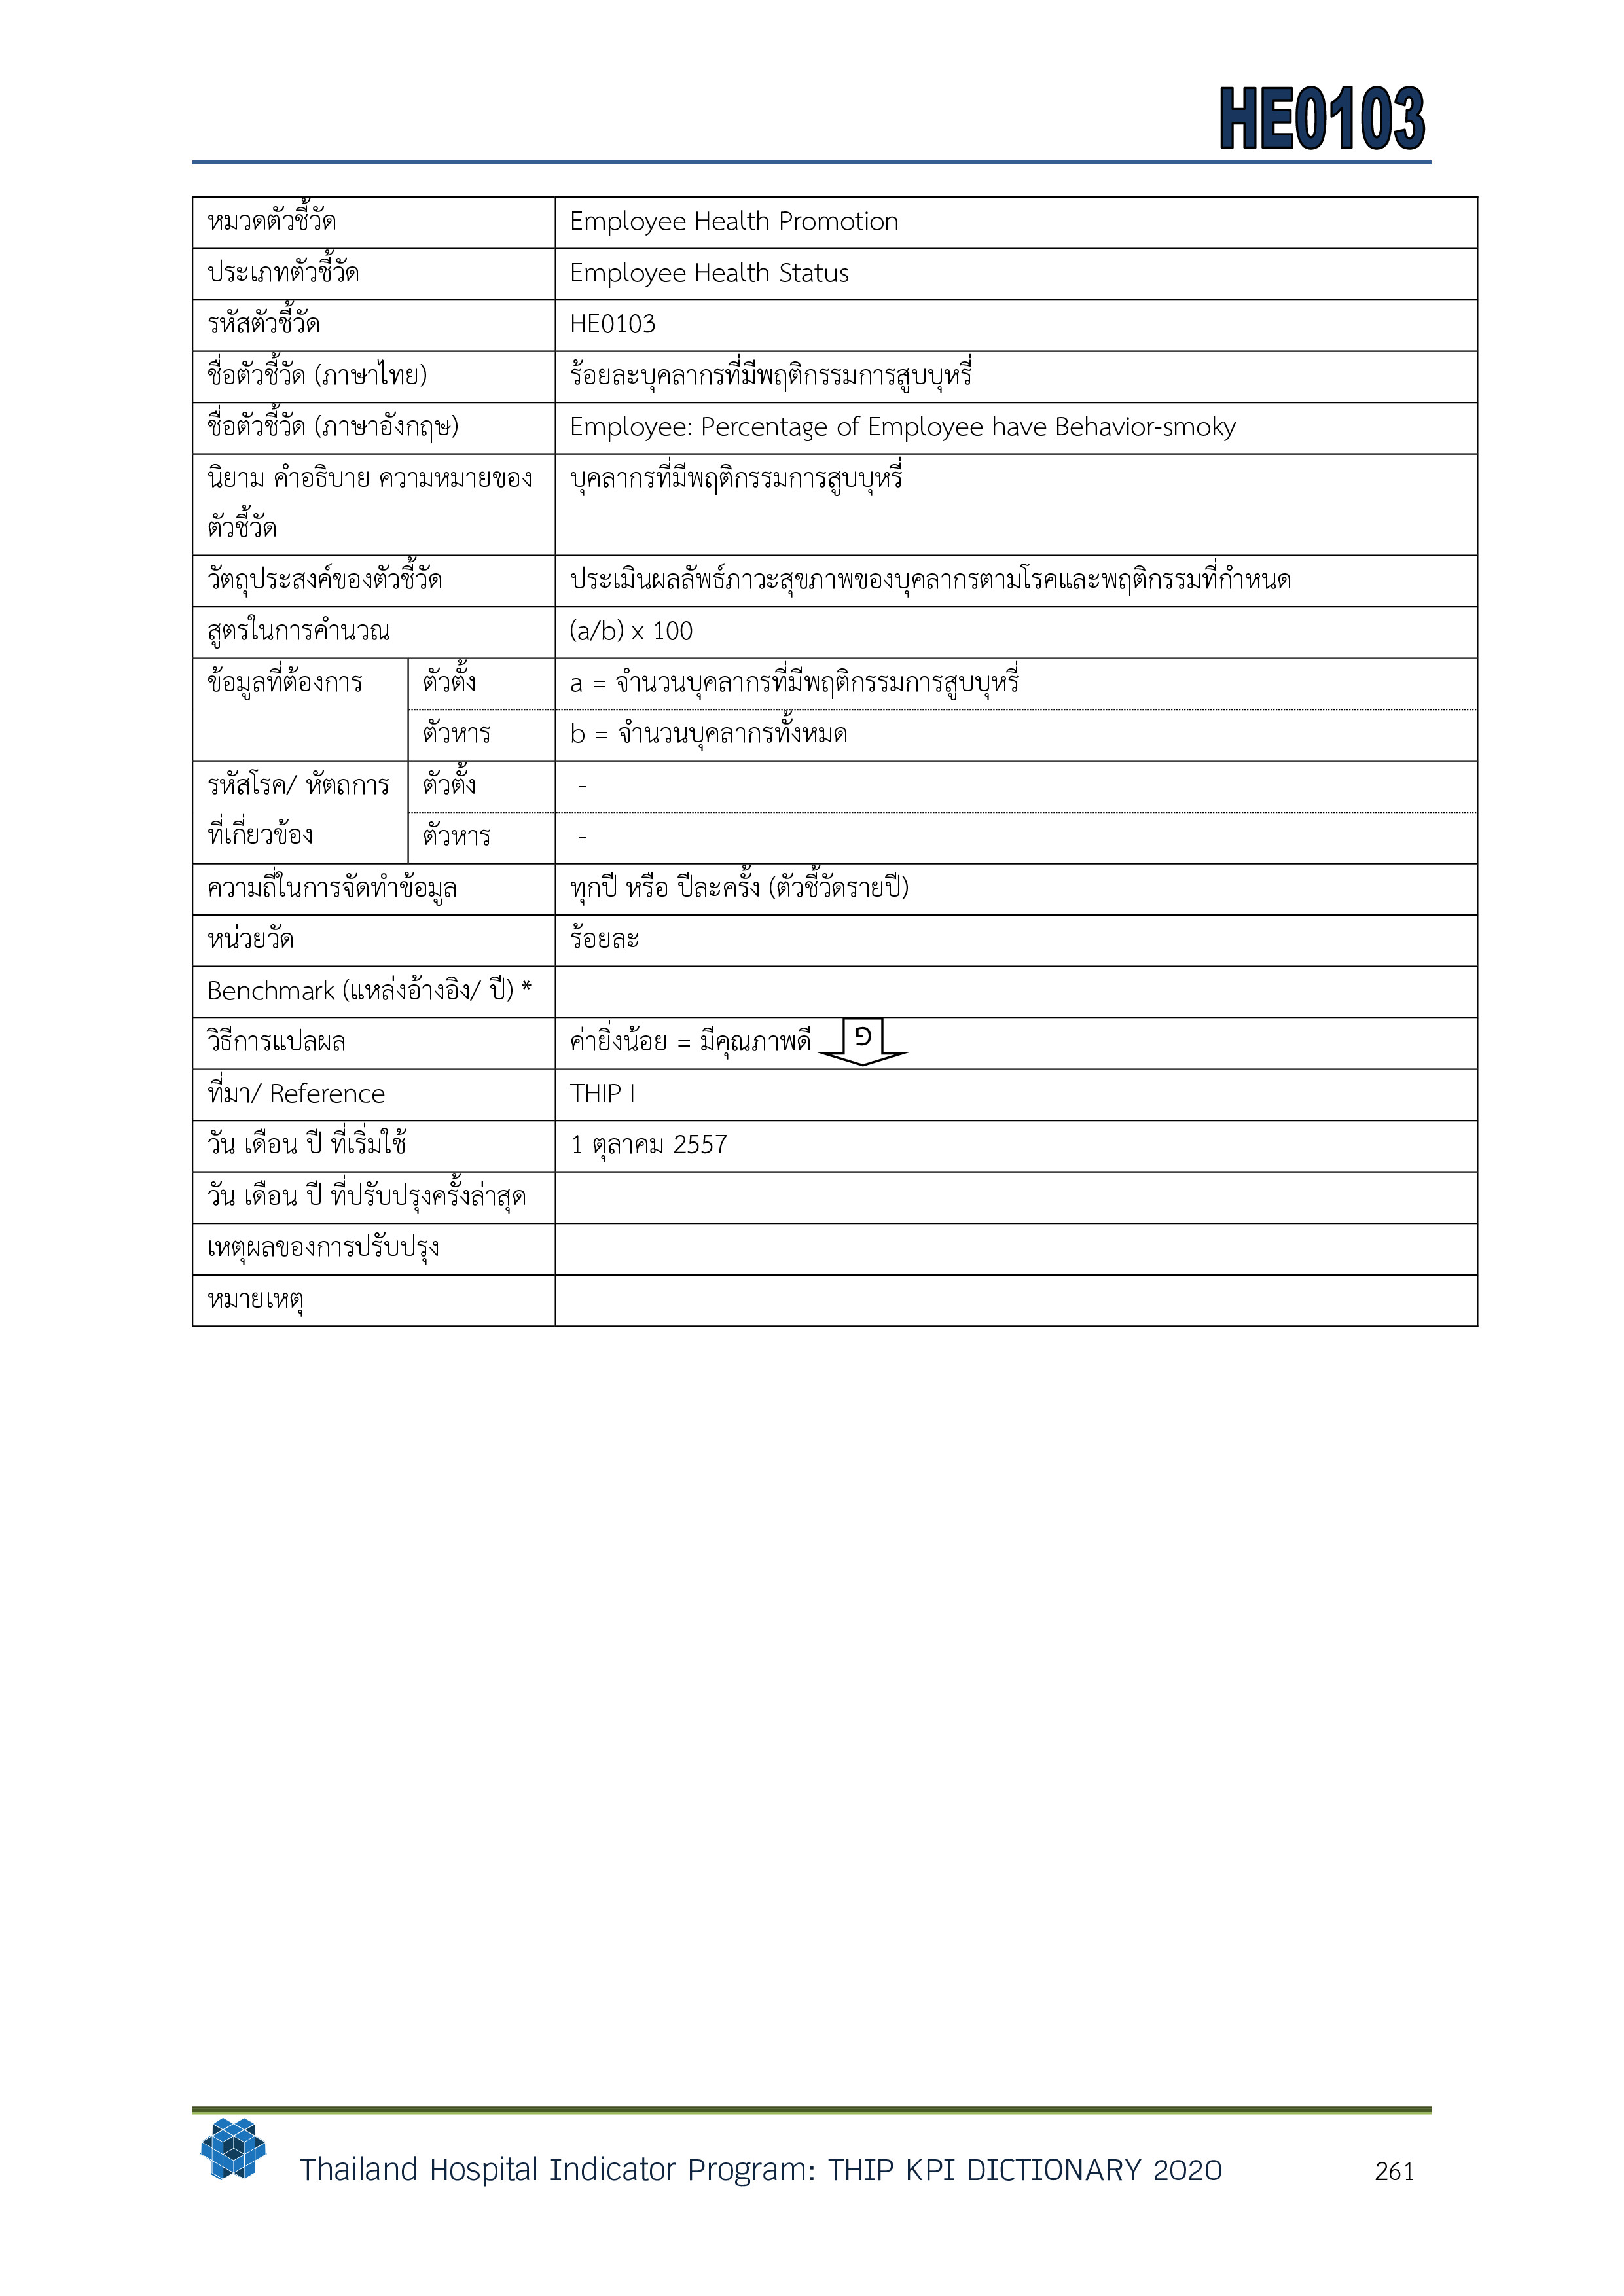 HE0103
หมวดตัวชี้วัด Employee Health Promotion
ประเภทตัวชี้วัด Employee Health Status
รหัสตัวชี้วัด HE0103
ชื่อตัวชี้วัด (ภาษาไทย) ร้อยละบุคลากรที่มีพฤติกรรมการสูบบุหรี่
ชื่อตัวชี้วัด (ภาษาอังกฤษ) Employee: Percentage of Employee have Behavior-smoky
นิยาม คำอธิบาย ความหมายของ บุคลากรที่มีพฤติกรรมการสูบบุหรี่
ตัวชี้วัด
วัตถุประสงค์ของตัวชี้วัด ประเมินผลลัพธ์ภาวะสุขภาพของบุคลากรตามโรคและพฤติกรรมที่กำหนด
สูตรในการคำนวณ (a/b) x 100
ข้อมูลที่ต้องการ ตัวตั้ง a = จำนวนบุคลากรที่มีพฤติกรรมการสูบบุหรี่
ตัวหาร b = จำนวนบุคลากรทั้งหมด
รหัสโรค/ หัตถการ ตัวตั้ง -
ที่เกี่ยวข้อง ตัวหาร -
ความถี่ในการจัดทำข้อมูล ทุกปี หรือ ปีละครั้ง (ตัวชี้วัดรายปี)
หน่วยวัด ร้อยละ
Benchmark (แหล่งอ้างอิง/ ปี) *
วิธีการแปลผล ค่ายิ่งน้อย = มีคุณภาพดี
ที่มา/ Reference THIP I
วัน เดือน ปี ที่เริ่มใช้ 1 ตุลาคม 2557
วัน เดือน ปี ที่ปรับปรุงครั้งล่าสุด
เหตุผลของการปรับปรุง
หมายเหตุ
Thailand Hospital Indicator Program: THIP KPI DICTIONARY 2020 261